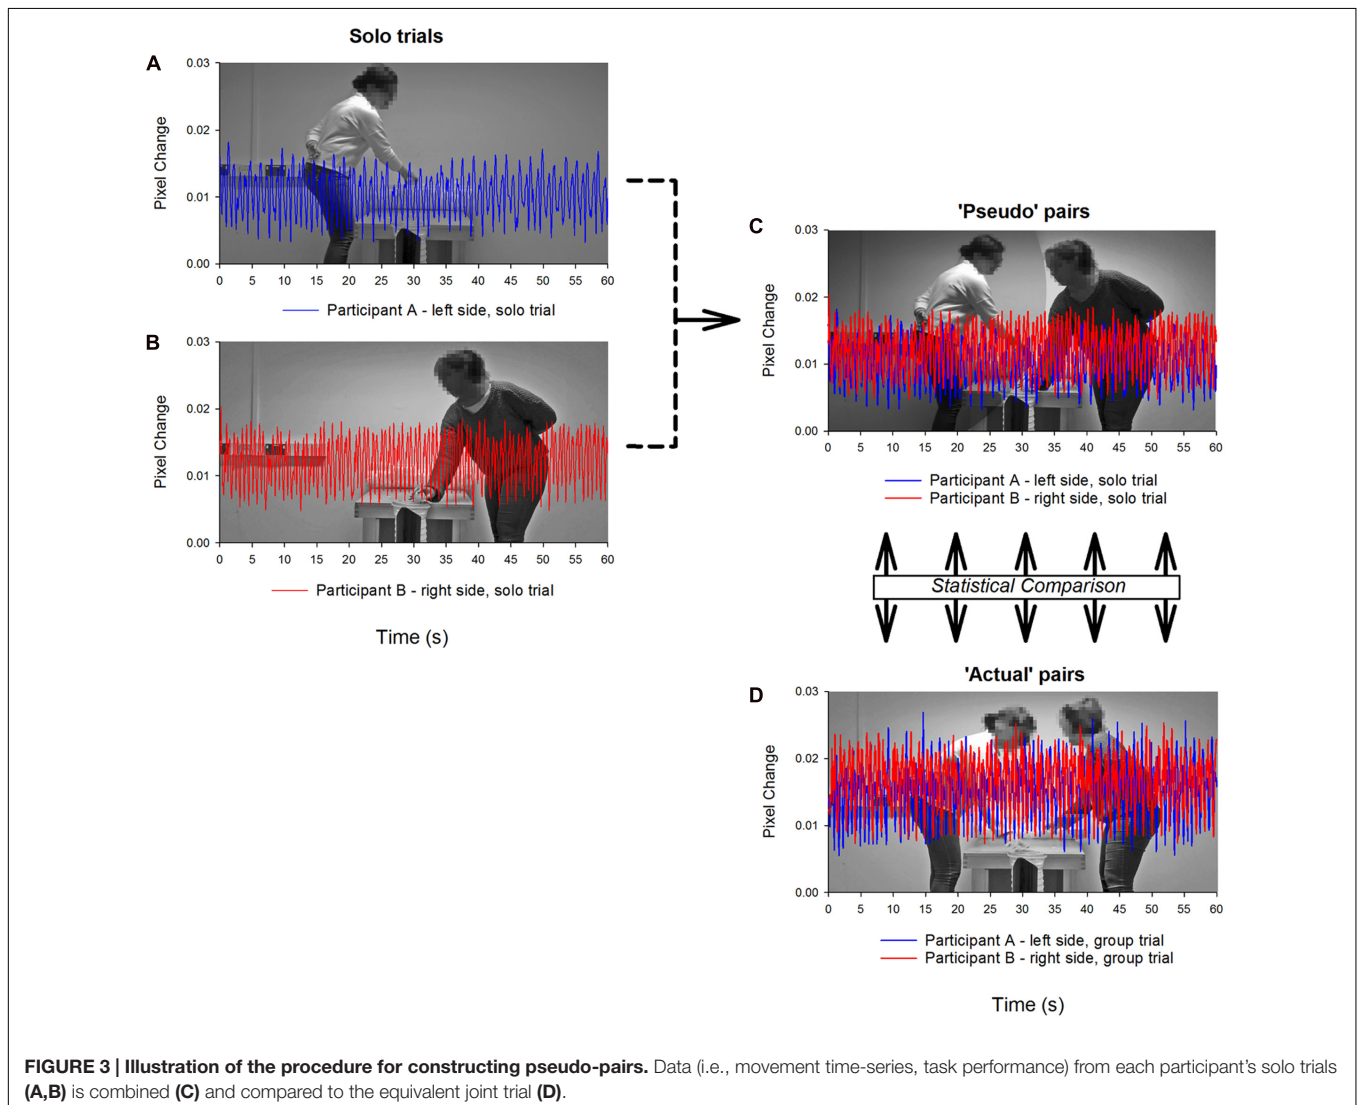 Solo trials
A
0.03
0.02
0.01
0.00
Pixel Change
0 5 10 15 20 25 30 35 40 45 50 55 60
Participant A - left side, solo trial
B
0.03
0.02
0.01
0.00
Pixel Change
0 5 10 15 20 25 30 35 40 45 50 55 60
Participant B - right side, solo trial
Time (s)
'Pseudo' pairs
C
0.03
0.02
0.01
0.00
Pixel Change
0 5 10 15 20 25 30 35 40 45 50 55 60
Participant A - left side, solo trial
Participant B - right side, solo trial
Statistical Comparison
'Actual' pairs
D
0.03
0.02
0.01
0.00
Pixel Change
0 5 10 15 20 25 30 35 40 45 50 55 60
Participant A - left side, group trial
Participant B - right side, group trial
Time (s)
FIGURE 3 | Illustration of the procedure for constructing pseudo-pairs. Data (i.e., movement time-series, task performance) from each participant's solo trials
(A,B) is combined (C) and compared to the equivalent joint trial (D).